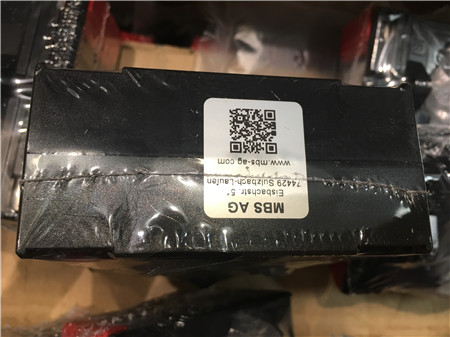 MBS AG
Eisbachstr. 5
74429 Sulzbach-Laufen
www.mbs-ag.com